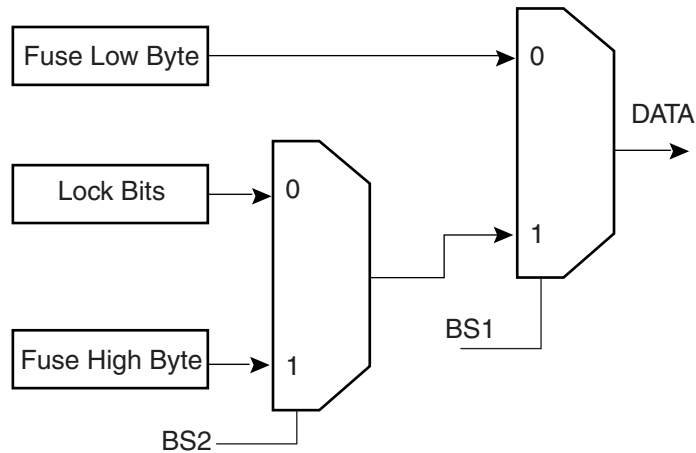 Fuse Low Byte
0
DATA
Lock Bits
0
1
BS1
Fuse High Byte
1
BS2